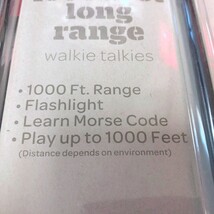 long
range
walkie talkies
• 1000 Ft. Range
• Flashlight
• Learn Morse Code
• Play up to 1000 Feet
(Distance depends on environment)